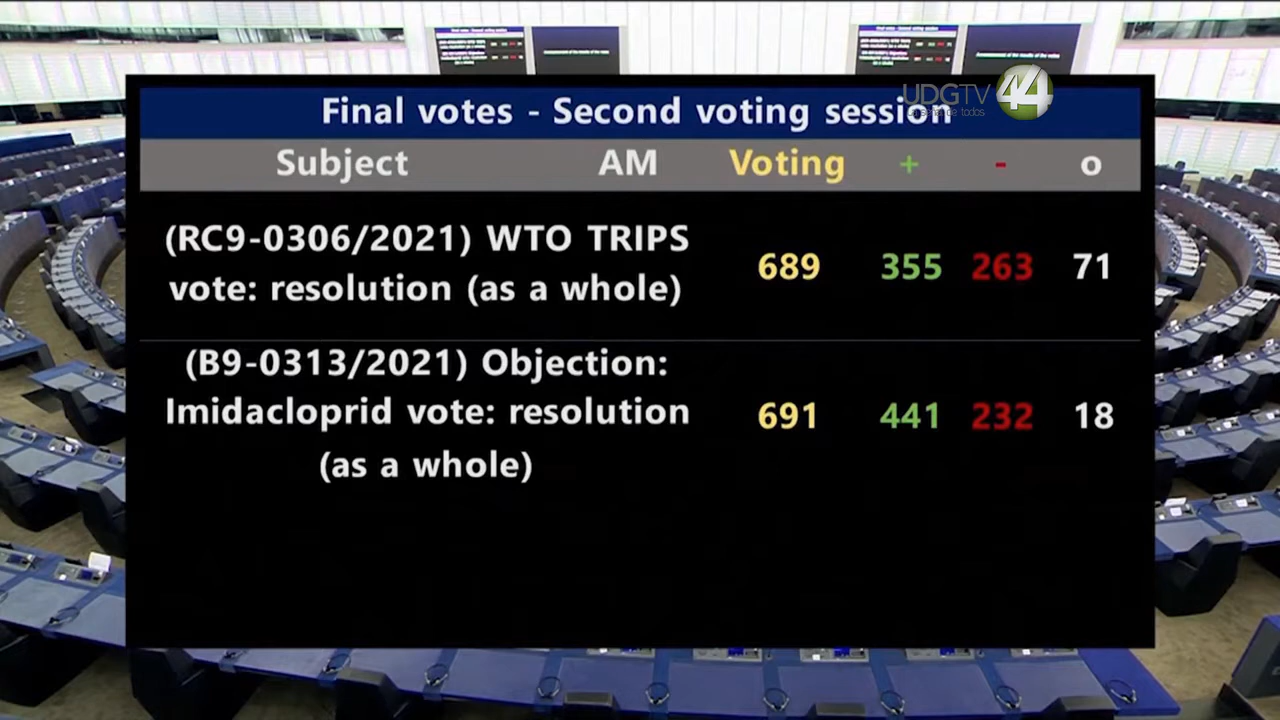 UDGTV 44
Final votes - Second voting session
Subject AM Voting + - o
(RC9-0306/2021) WTO TRIPS
vote: resolution (as a whole)
689 355 263 71
(B9-0313/2021) Objection:
Imidacloprid vote: resolution
(as a whole)
691 441 232 18